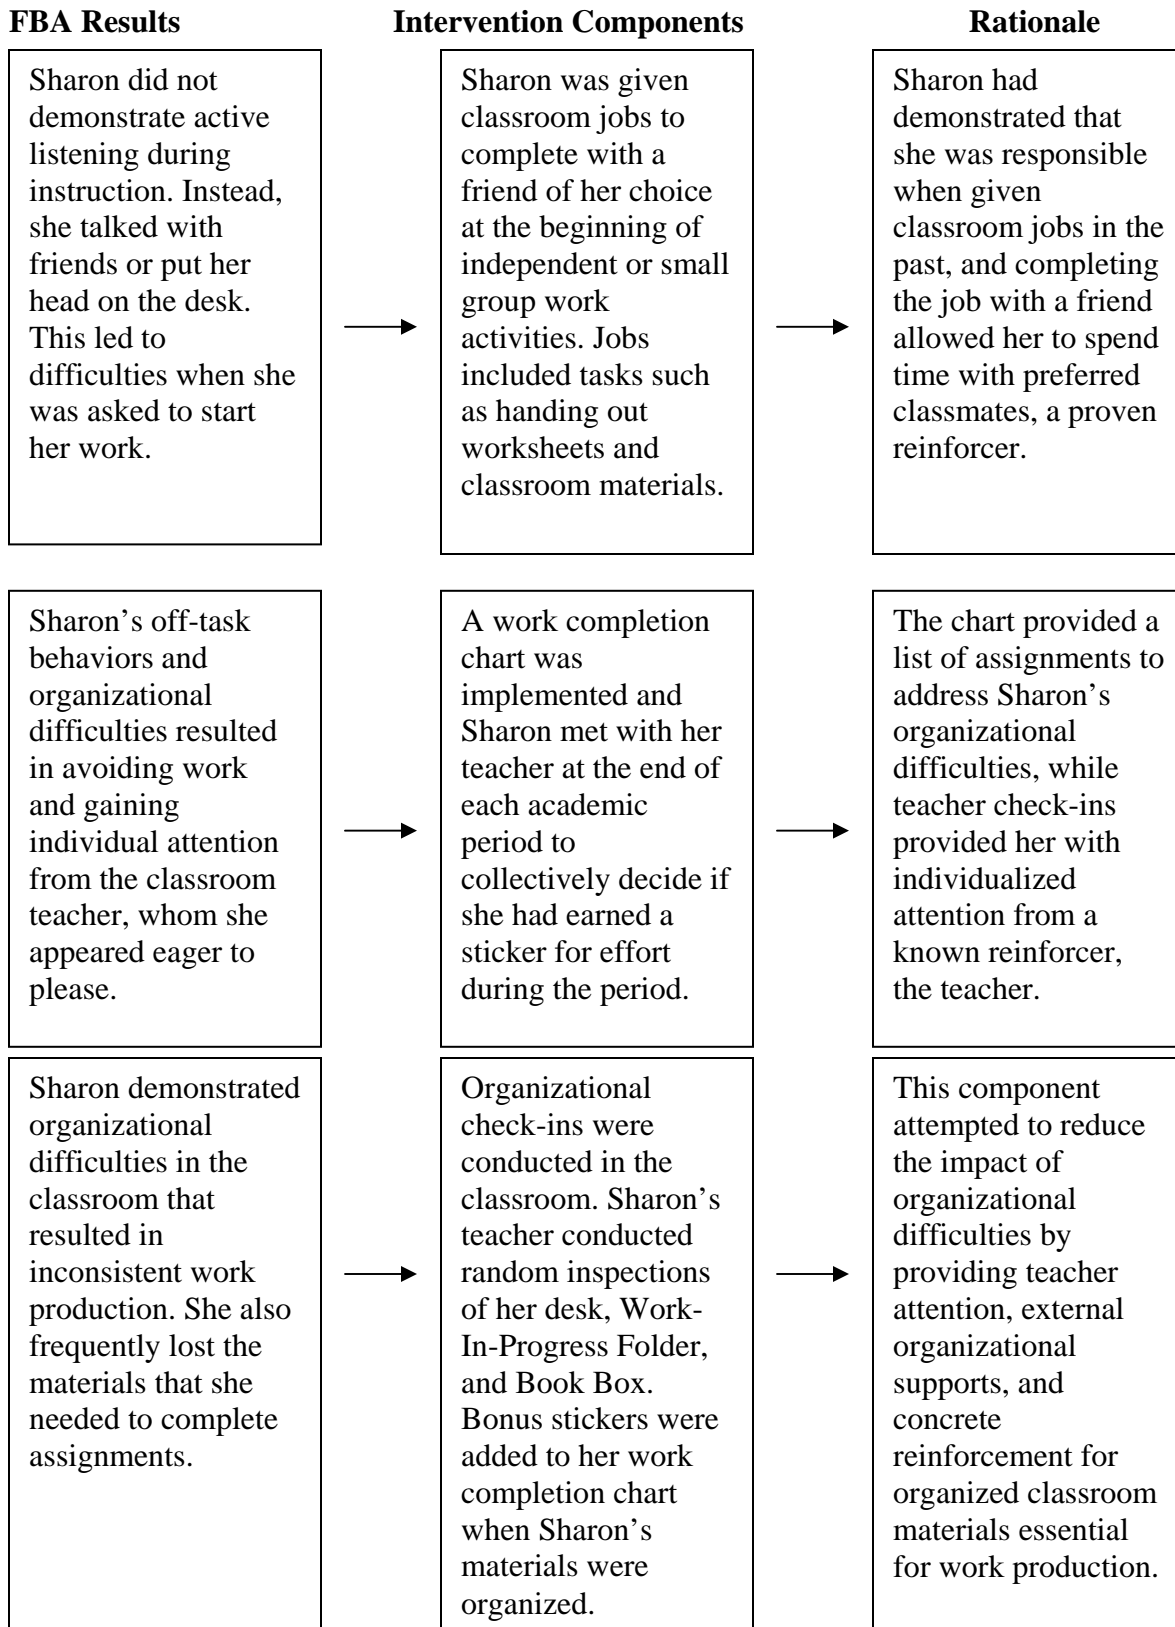 FBA Results
Intervention Components
Rationale
Sharon did not
demonstrate active
listening during
instruction. Instead,
she talked with
friends or put her
head on the desk.
This led to
difficulties when she
was asked to start
her work.
Sharon was given
classroom jobs to
complete with a
friend of her choice
at the beginning of
independent or small
group work
activities. Jobs
included tasks such
as handing out
worksheets and
classroom materials.
Sharon had
demonstrated that
she was responsible
when given
classroom jobs in the
past, and completing
the job with a friend
allowed her to spend
time with preferred
classmates, a proven
reinforcer.
Sharon’s off-task
behaviors and
organizational
difficulties resulted
in avoiding work
and gaining
individual attention
from the classroom
teacher, whom she
appeared eager to
please.
A work completion
chart was
implemented and
Sharon met with her
teacher at the end of
each academic
period to
collectively decide if
she had earned a
sticker for effort
during the period.
The chart provided a
list of assignments to
address Sharon’s
organizational
difficulties, while
teacher check-ins
provided her with
individualized
attention from a
known reinforcer,
the teacher.
Sharon demonstrated
organizational
difficulties in the
classroom that
resulted in
inconsistent work
production. She also
frequently lost the
materials that she
needed to complete
assignments.
Organizational
check-ins were
conducted in the
classroom. Sharon’s
teacher conducted
random inspections
of her desk, Work-
In-Progress Folder,
and Book Box.
Bonus stickers were
added to her work
completion chart
when Sharon’s
materials were
organized.
This component
attempted to reduce
the impact of
organizational
difficulties by
providing teacher
attention, external
organizational
supports, and
concrete
reinforcement for
organized classroom
materials essential
for work production.